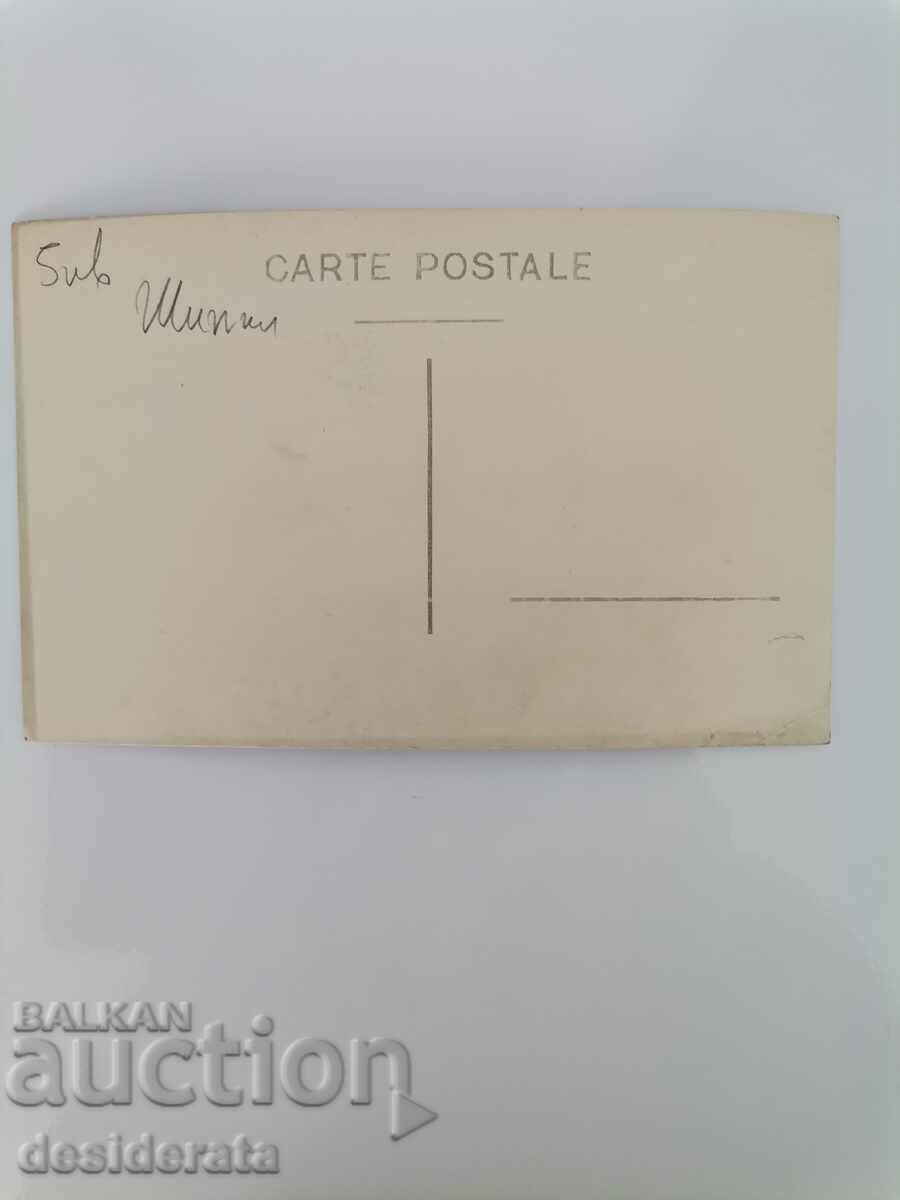 5лв
CARTE POSTALE
Шипка
BALKAN
auction
desiderata